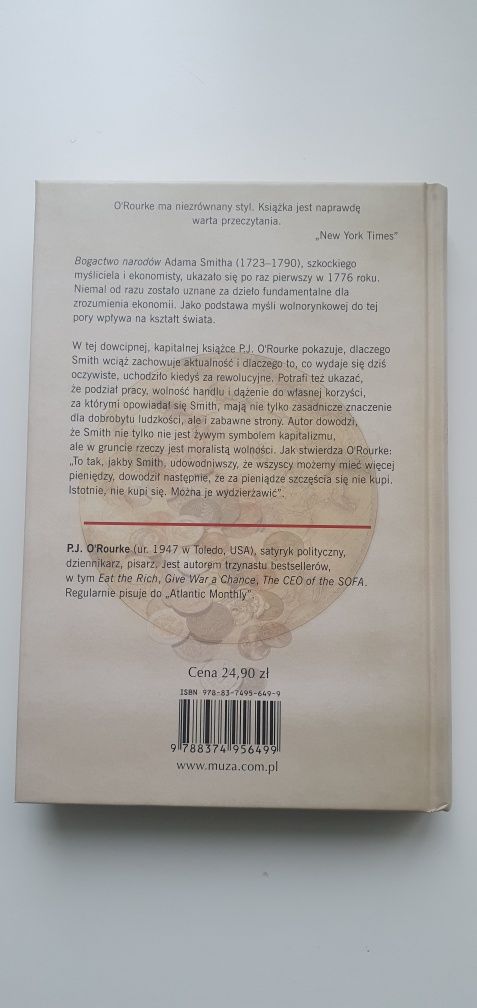 O'Rourke ma niezrównany styl. Książka jest naprawdę
warta przeczytania.
„New York Times"
Bogactwo narodów Adama Smitha (1723–1790), szkockiego
myśliciela i ekonomisty, ukazało się po raz pierwszy w 1776 roku.
Niemal od razu zostało uznane za dzieło fundamentalne dla
zrozumienia ekonomii. Jako podstawa myśli wolnorynkowej do tej
pory wpływa na kształt świata.
W tej dowcipnej, kapitalnej książce P.J. O'Rourke pokazuje, dlaczego
Smith wciąż zachowuje aktualność i dlaczego to, co wydaje się dziś
oczywiste, uchodziło kiedyś za rewolucyjne. Potrafi też ukazać,
że podział pracy, wolność handlu i dążenie do własnej korzyści,
za którymi opowiadał się Smith, mają nie tylko zasadnicze znaczenie
dla dobrobytu ludzkości, ale i zabawne strony. Autor dowodzi,
że Smith nie tylko nie jest żywym symbolem kapitalizmu,
ale w gruncie rzeczy jest moralistą wolności. Jak stwierdza O'Rourke:
„To tak, jakby Smith, udowodniwszy, że wszyscy możemy mieć więcej
pieniędzy, dowodził następnie, że za pieniądze szczęścia się nie kupi.
Istotnie, nie kupi się. Można je wydzierżawić".
P.J. O'Rourke (ur. 1947 w Toledo, USA), satyryk polityczny,
dziennikarz, pisarz. Jest autorem trzynastu bestsellerów,
w tym Eat the Rich, Give War a Chance, The CEO of the SOFA.
Regularnie pisuje do „Atlantic Monthly".
Cena 24,90 zł
ISBN 978-83-7495-649-9
9 788374 956499
www.muza.com.pl